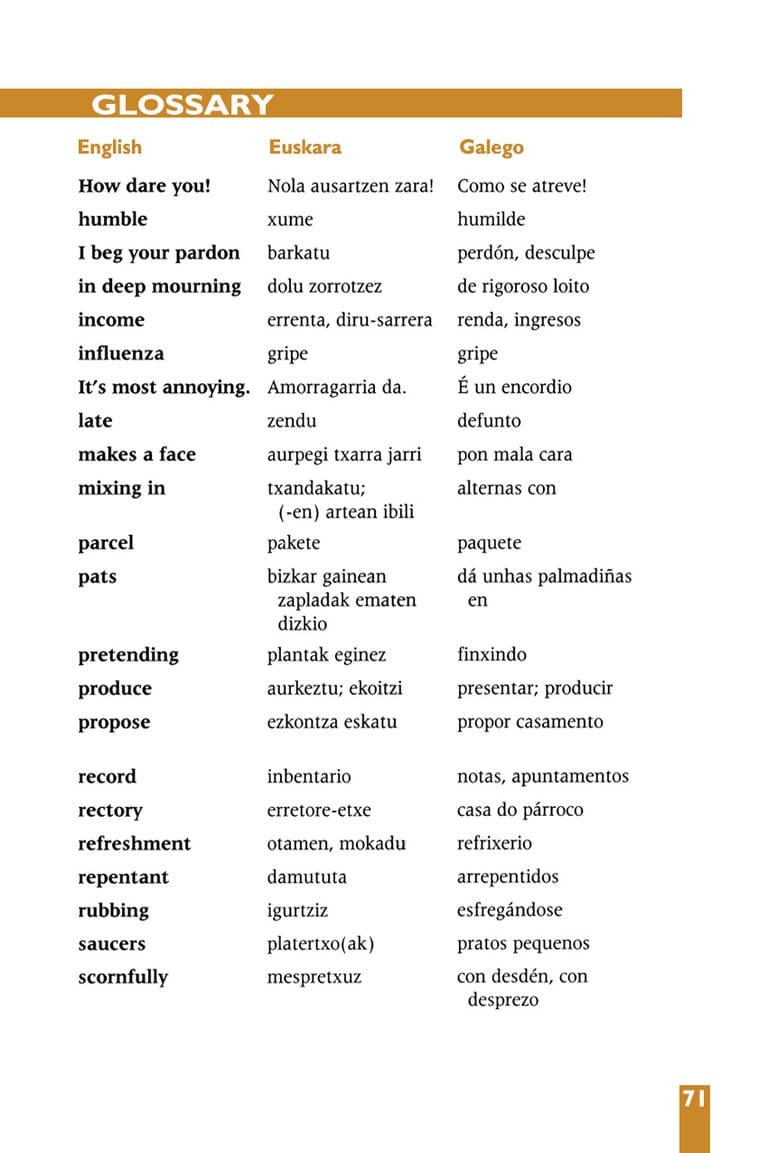 GLOSSARY
English Euskara Galego
How dare you! Nola ausartzen zara! Como se atreve!
humble xume humilde
I beg your pardon barkatu perdón, desculpe
in deep mourning dolu zorrotzez de rigoroso loito
income errenta, diru-sarrera renda, ingresos
influenza gripe gripe
It's most annoying. Amorragarria da. É un encordio
late zendu defunto
makes a face aurpegi txarra jarri pon mala cara
mixing in txandakatu; alternas con
(-en) artean ibili
parcel pakete paquete
pats bizkar gainean dá unhas palmadiñas
zapladak ematen en
dizkio
pretending plantak eginez finxindo
produce aurkeztu; ekoitzi presentar; producir
propose ezkontza eskatu propor casamento
record inbentario notas, apuntamentos
rectory erretore-etxe casa do párroco
refreshment otamen, mokadu refrixerio
repentant damututa arrepentidos
rubbing igurtziz esfregándose
saucers platertxo(ak) pratos pequenos
scornfully mespretxuz con desdén, con
desprezo
71